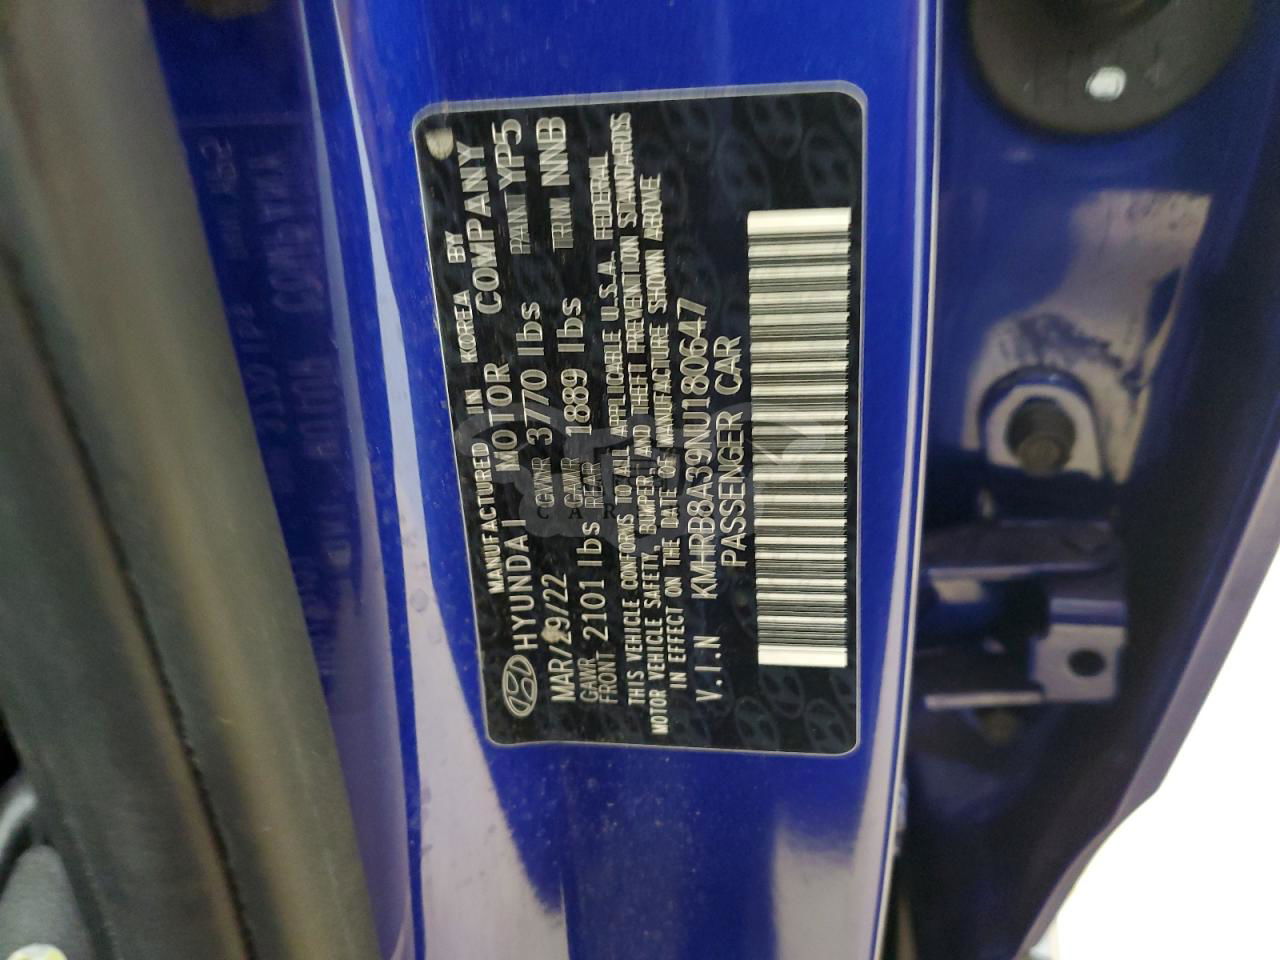 MANUFACTURED IN KOREA BY
HYUNDAI MOTOR COMPANY
MAR/29/22 GVWR 3770 lbs PAINT YP5
GAWR FRONT 2101 lbs GAWR REAR 1889 lbs TRIM NNB
THIS VEHICLE CONFORMS TO ALL APPLICABLE U.S.A. FEDERAL
MOTOR VEHICLE SAFETY, BUMPER, AND THEFT PREVENTION STANDARDS
IN EFFECT ON THE DATE OF MANUFACTURE SHOWN ABOVE
V.I.N KMHRB8A39NU180647
PASSENGER CAR